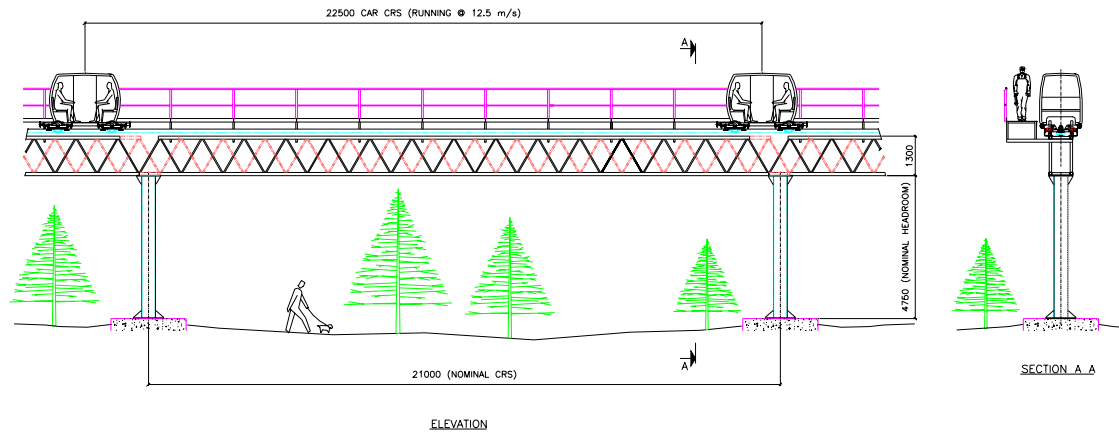 22500 CAR CRS (RUNNING @ 12.5 m/s)
A
1300
4750 (NOMINAL HEADROOM)
A
21000 (NOMINAL CRS)
SECTION A A
ELEVATION